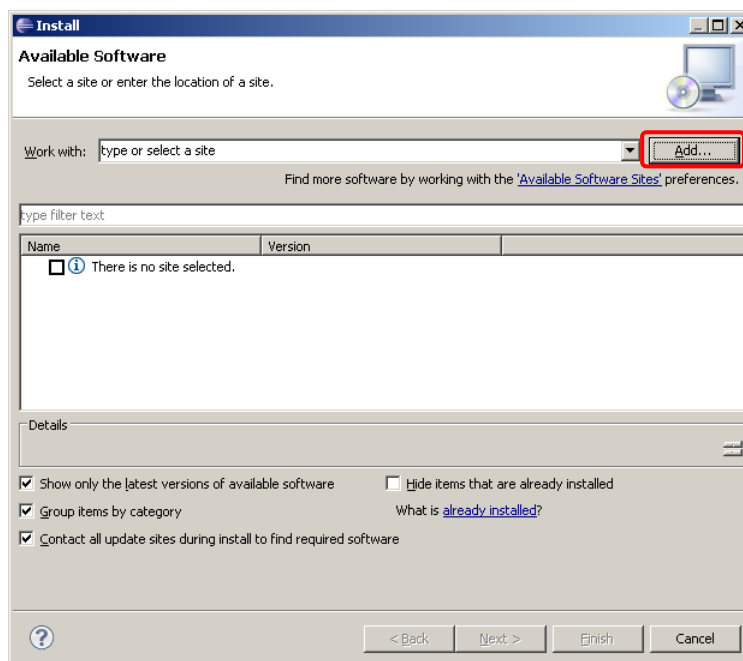 Install
Available Software
Select a site or enter the location of a site.
Work with: type or select a site Add...
Find more software by working with the 'Available Software Sites' preferences.
type filter text
Name Version
There is no site selected.
Details
Show only the latest versions of available software Hide items that are already installed
Group items by category What is already installed?
Contact all update sites during install to find required software
? < Back Next > Finish Cancel